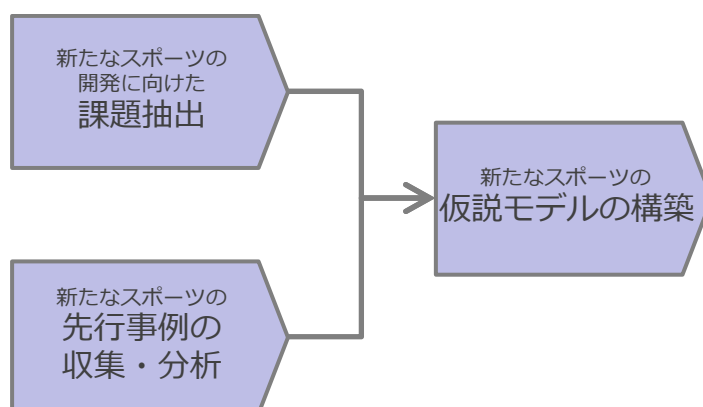 新たなスポーツの
開発に向けた
課題抽出
新たなスポーツの
先行事例の
収集・分析
新たなスポーツの
仮説モデルの構築